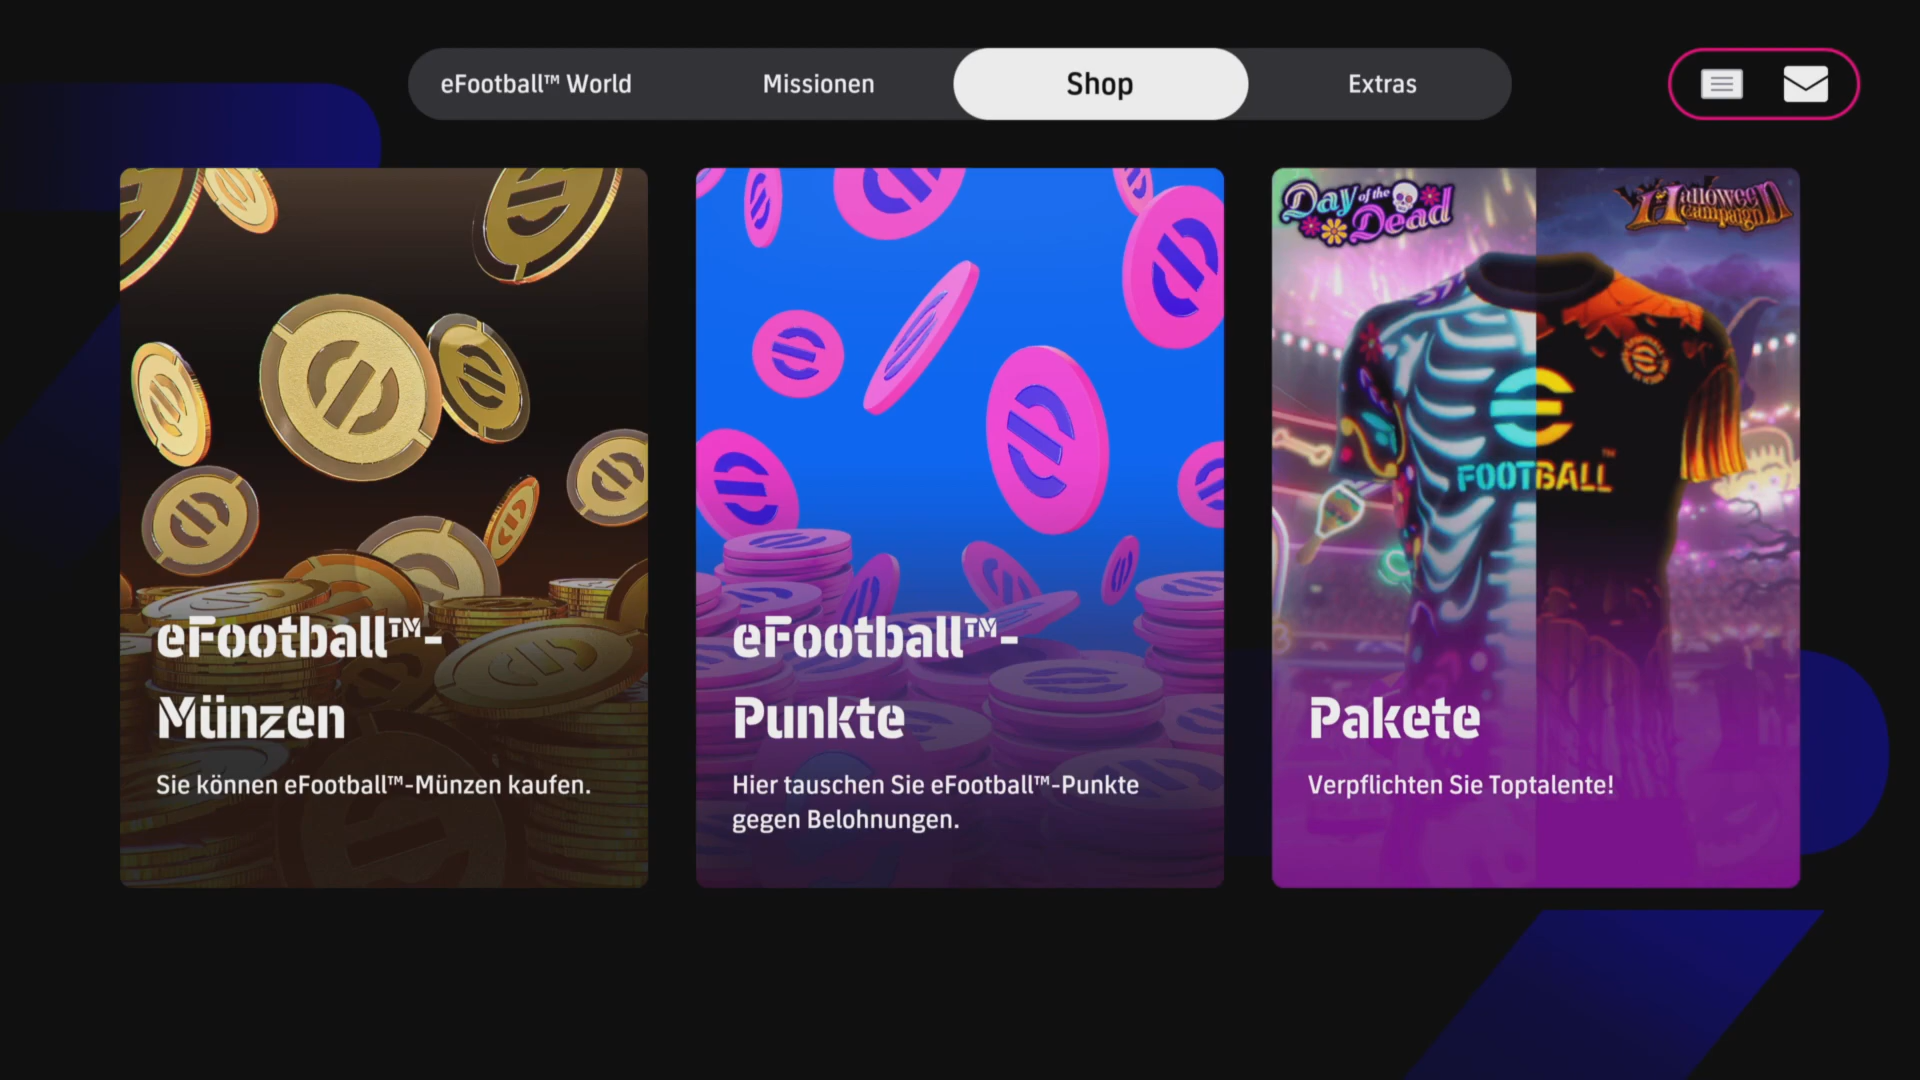 eFootball™ World
Missionen
Shop
Extras
Day of the
Dead
Halloween
Campaign
FOOTBALL™
eFootball™-
Münzen
Sie können eFootball™-Münzen kaufen.
eFootball™-
Punkte
Hier tauschen Sie eFootball™-Punkte
gegen Belohnungen.
Pakete
Verpflichten Sie Toptalente!